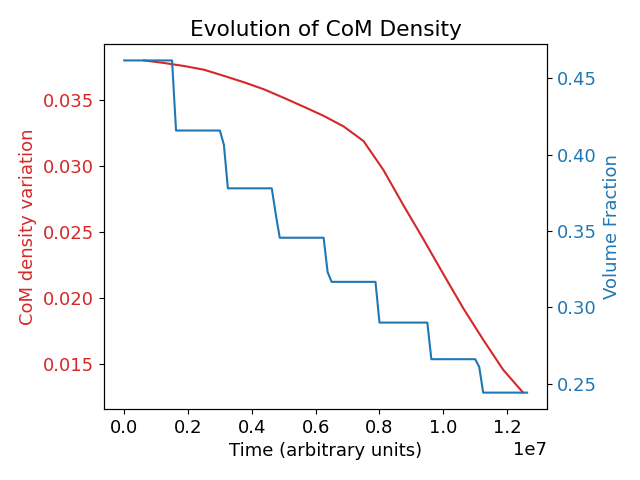 Evolution of CoM Density
CoM density variation
0.035
0.030
0.025
0.020
0.015
0.45
0.40
0.35
0.30
0.25
Volume Fraction
0.0 0.2 0.4 0.6 0.8 1.0 1.2
1e7
Time (arbitrary units)